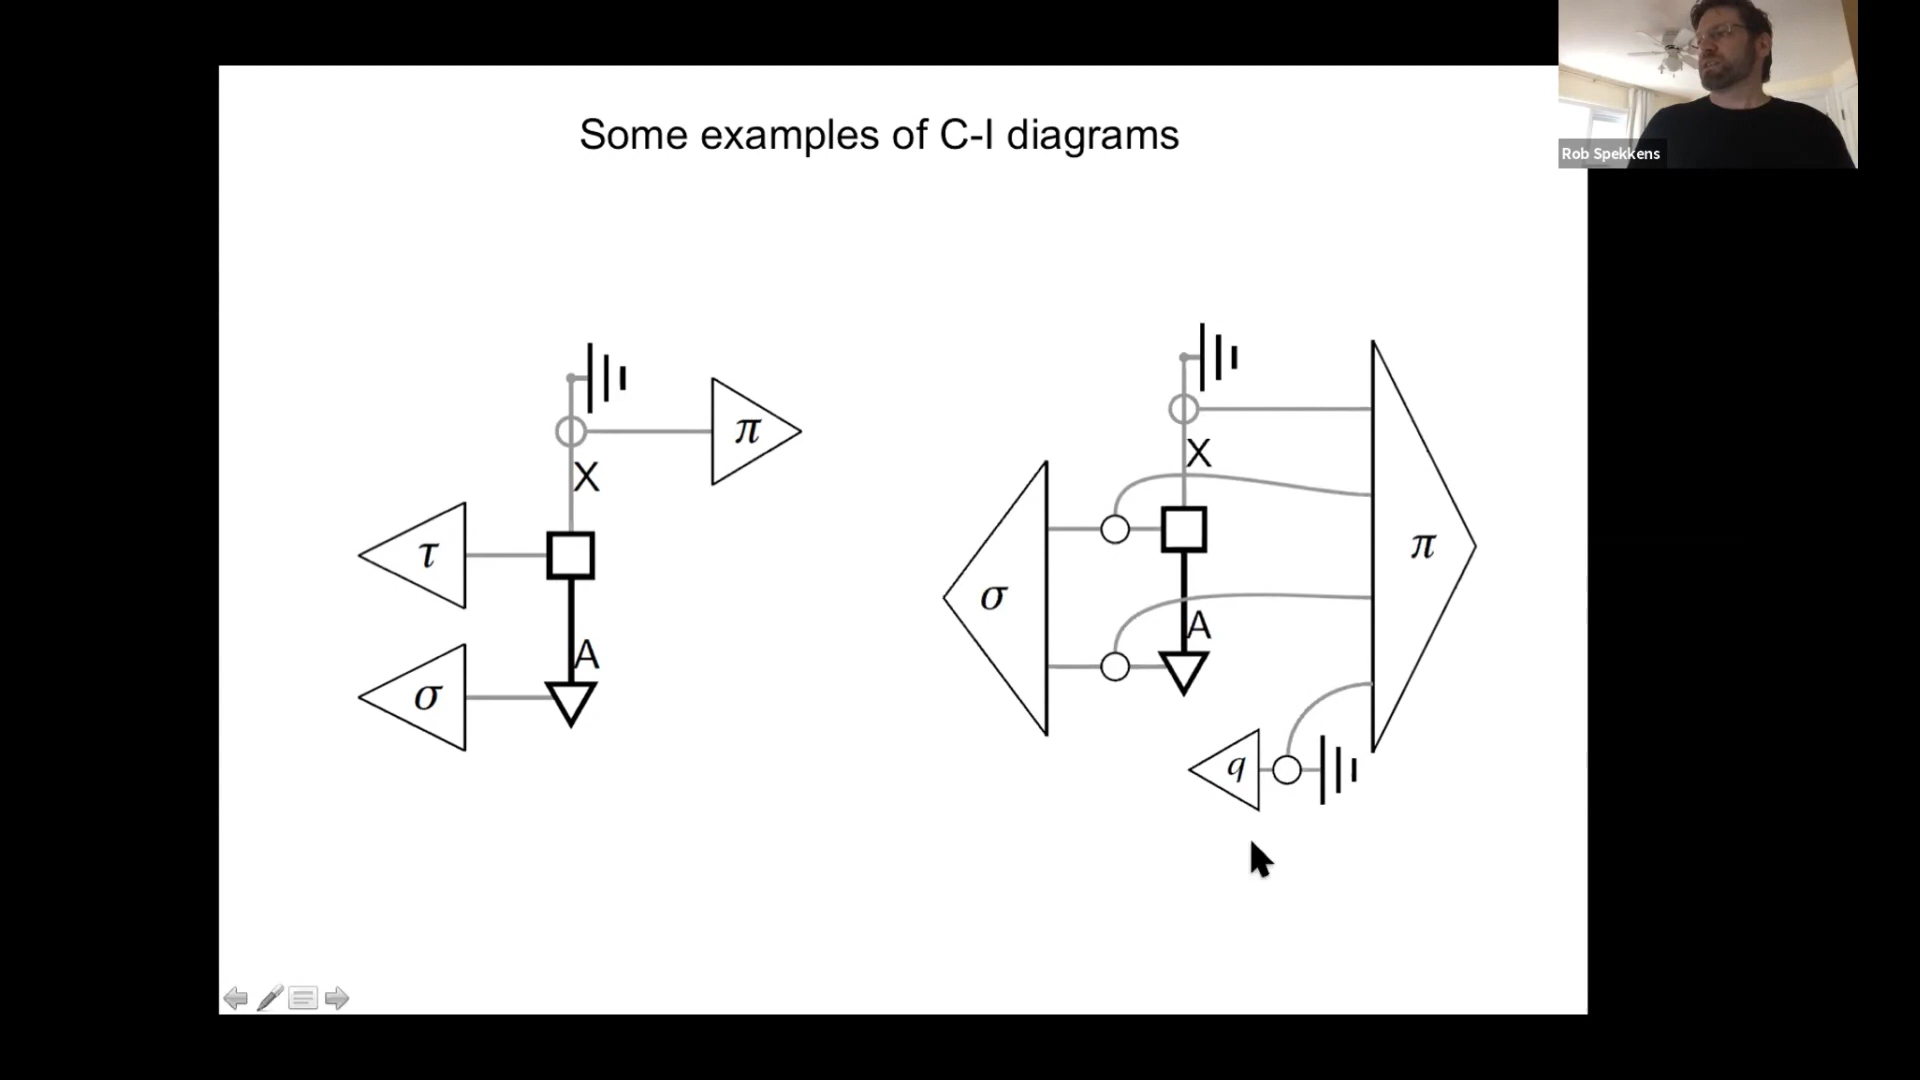 Some examples of C-I diagrams
Rob Spekkens
π
X
τ
A
σ
X
π
σ
A
q